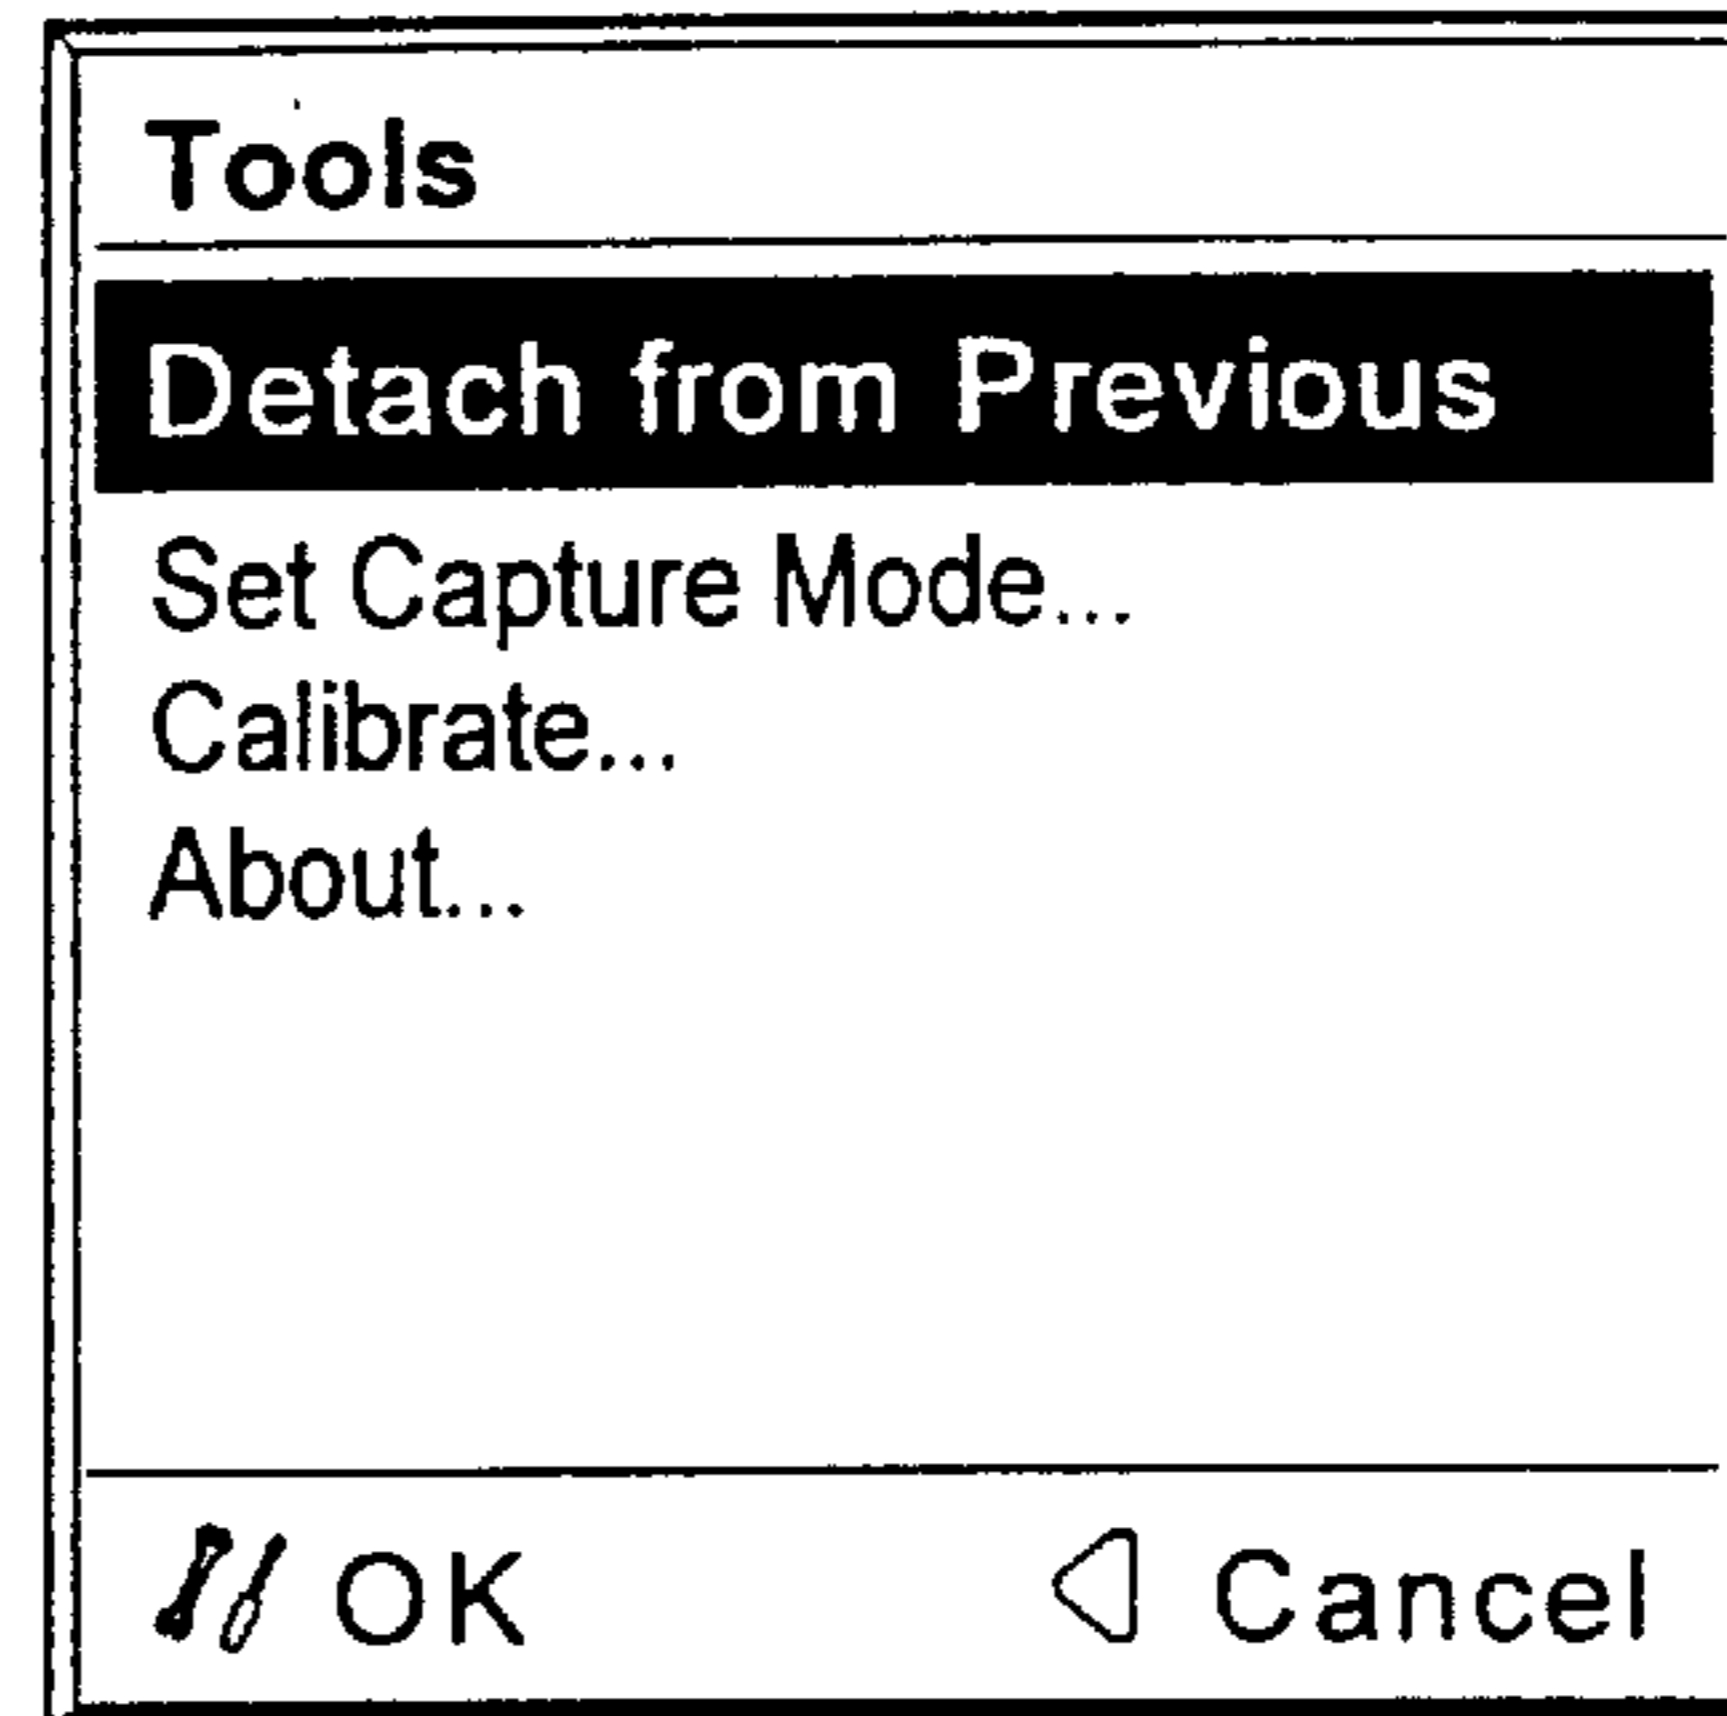 Tools
Detach from Previous
Set Capture Mode...
Calibrate...
About...
OK Cancel